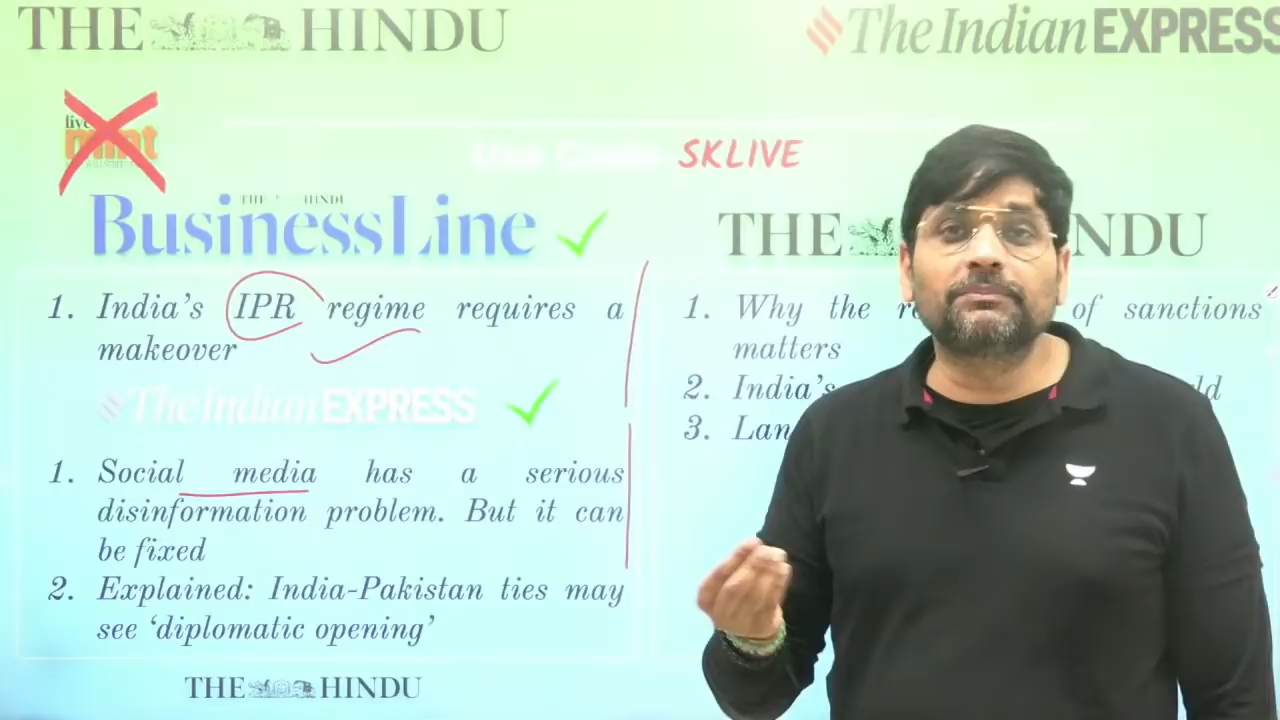 THE HINDU
The Indian EXPRESS
live
mint
SKLIVE
THE HINDU
BusinessLine
1. India's IPR regime requires a
makeover
The Indian EXPRESS
1. Social media has a serious
disinformation problem. But it can
be fixed
2. Explained: India-Pakistan ties may
see 'diplomatic opening'
THE HINDU
THE NDU
1. Why the of sanctions
matters
2. India's
3.